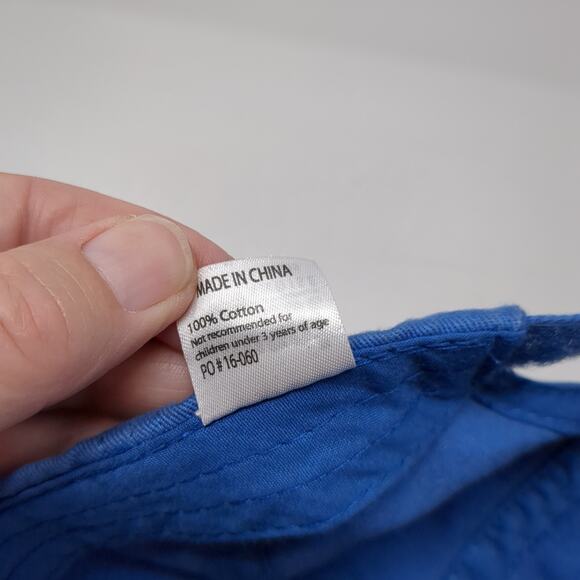 MADE IN CHINA
100% Cotton
Not recommended for
children under 3 years of age
PO # 16-060